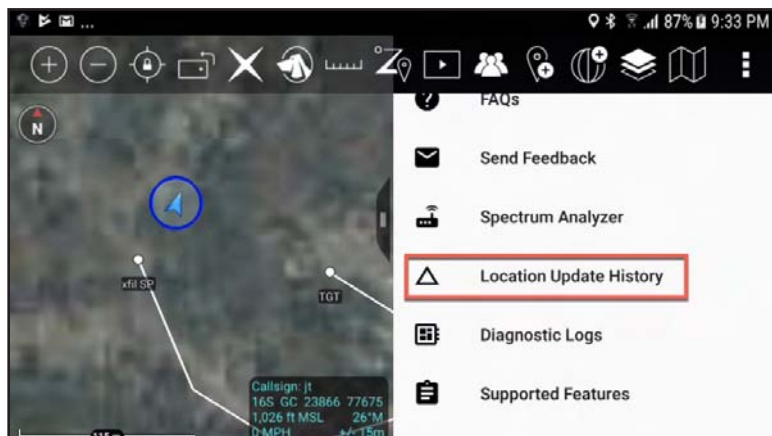 ... 87% 9:33 PM
N
FAQs
Send Feedback
Spectrum Analyzer
Location Update History
xfil SP
TGT
Diagnostic Logs
Callsign: jt
16S GC 23866 77675
1,026 ft MSL 26°M
0 MPH +/- 15m
Supported Features